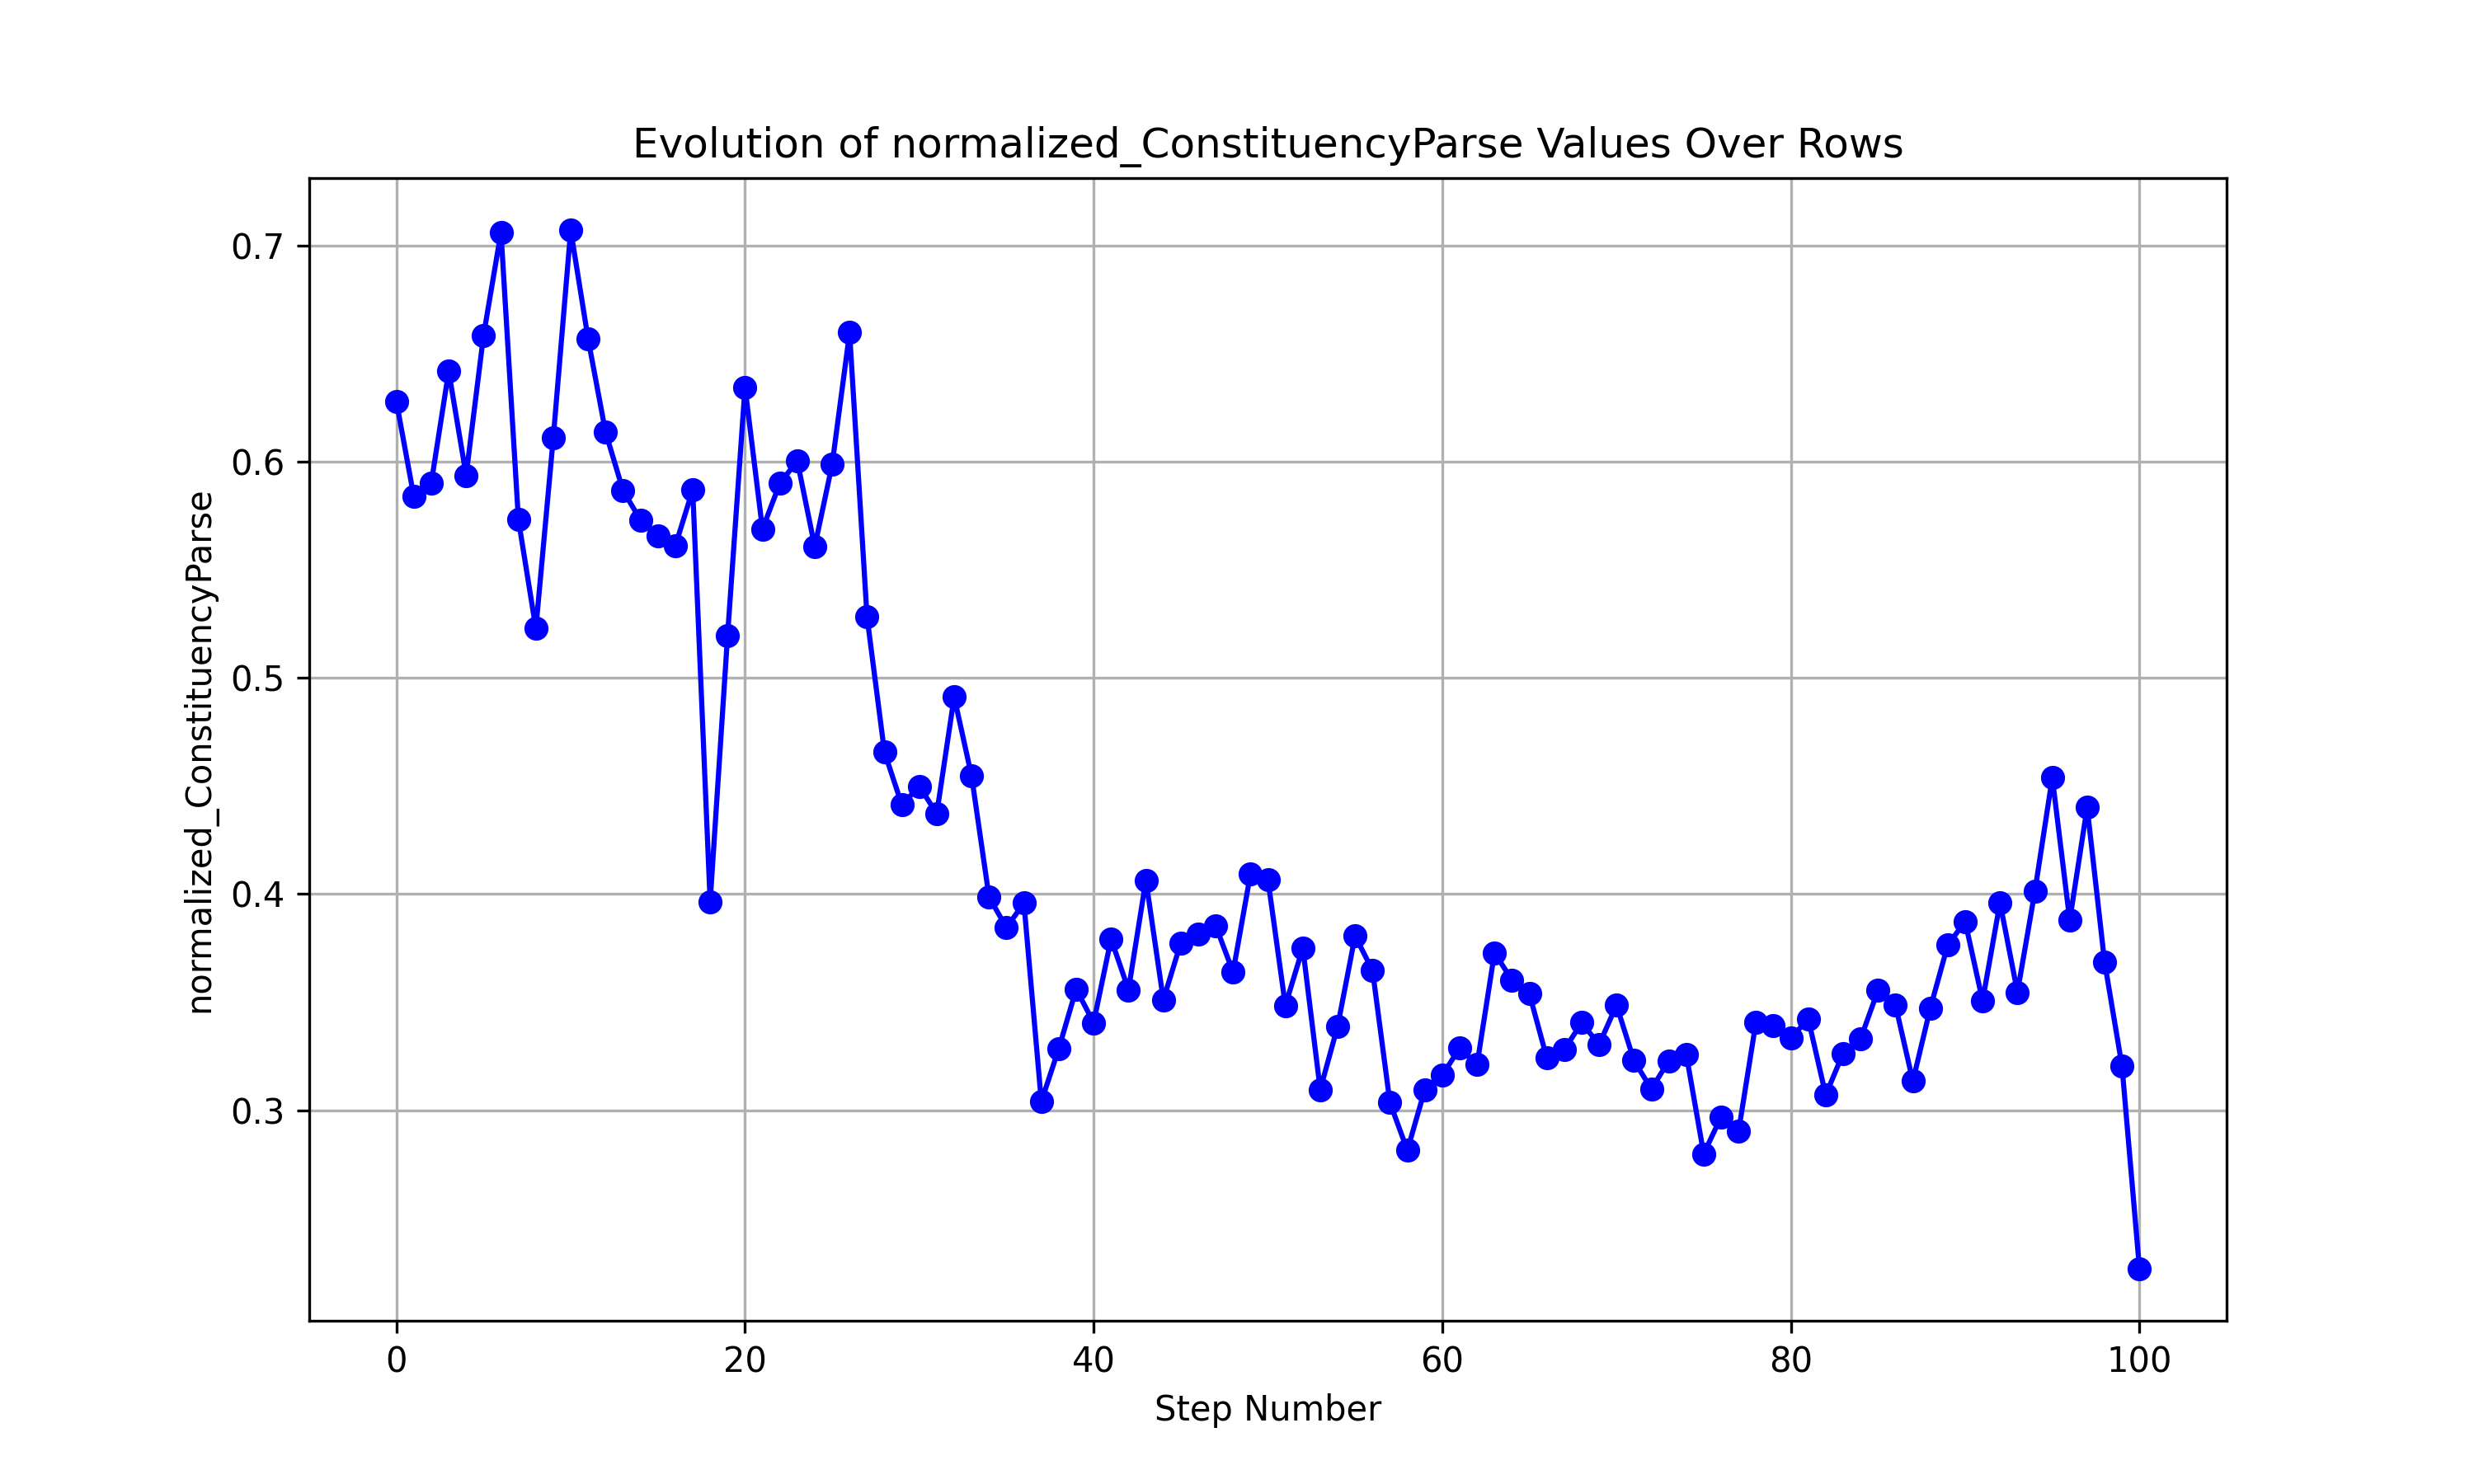 Evolution of normalized_ConstituencyParse Values Over Rows
normalized_ConstituencyParse
0.7
0.6
0.5
0.4
0.3
0 20 40 60 80 100
Step Number